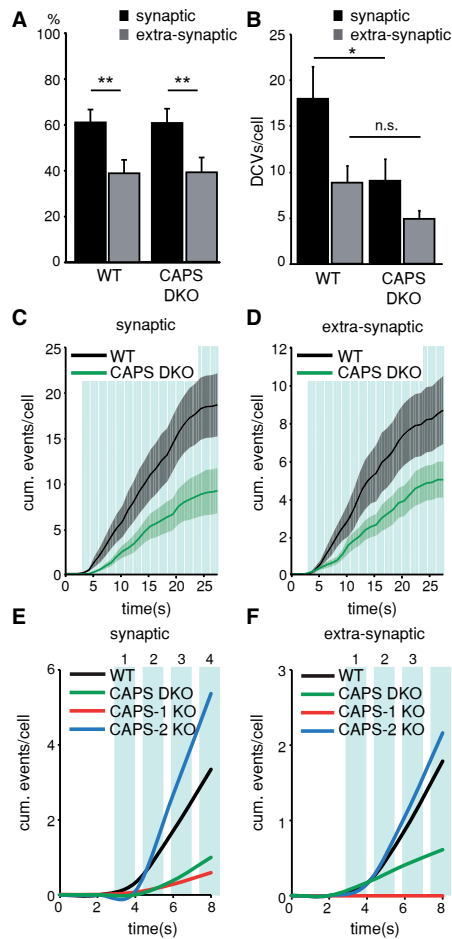 A
%
synaptic
extra-synaptic
100
80
60
40
20
0
**
**
WT
CAPS
DKO
B
synaptic
extra-synaptic
DCVs/cell
25
20
15
10
5
0
*
n.s.
WT
CAPS
DKO
C
synaptic
cum. events/cell
25
20
15
10
5
0
WT
CAPS DKO
0 5 10 15 20 25
time(s)
D
extra-synaptic
cum. events/cell
12
10
8
6
4
2
0
WT
CAPS DKO
0 5 10 15 20 25
time(s)
E
synaptic
1 2 3 4
cum. events/cell
6
4
2
0
WT
CAPS DKO
CAPS-1 KO
CAPS-2 KO
0 2 4 6 8
time(s)
F
extra-synaptic
1 2 3
cum. events/cell
3
2
1
0
WT
CAPS DKO
CAPS-1 KO
CAPS-2 KO
0 2 4 6 8
time(s)